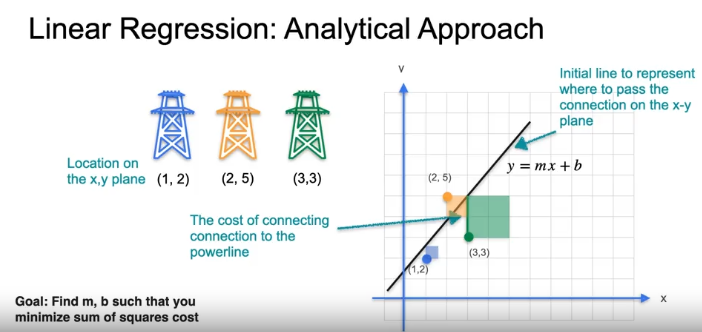 Linear Regression: Analytical Approach
Location on
the x,y plane
(1, 2)
(2, 5)
(3,3)
The cost of connecting
connection to the
powerline
Goal: Find m, b such that you
minimize sum of squares cost
y
Initial line to represent
where to pass the
connection on the x-y
plane
y = mx + b
(2, 5)
(3,3)
(1,2)
x